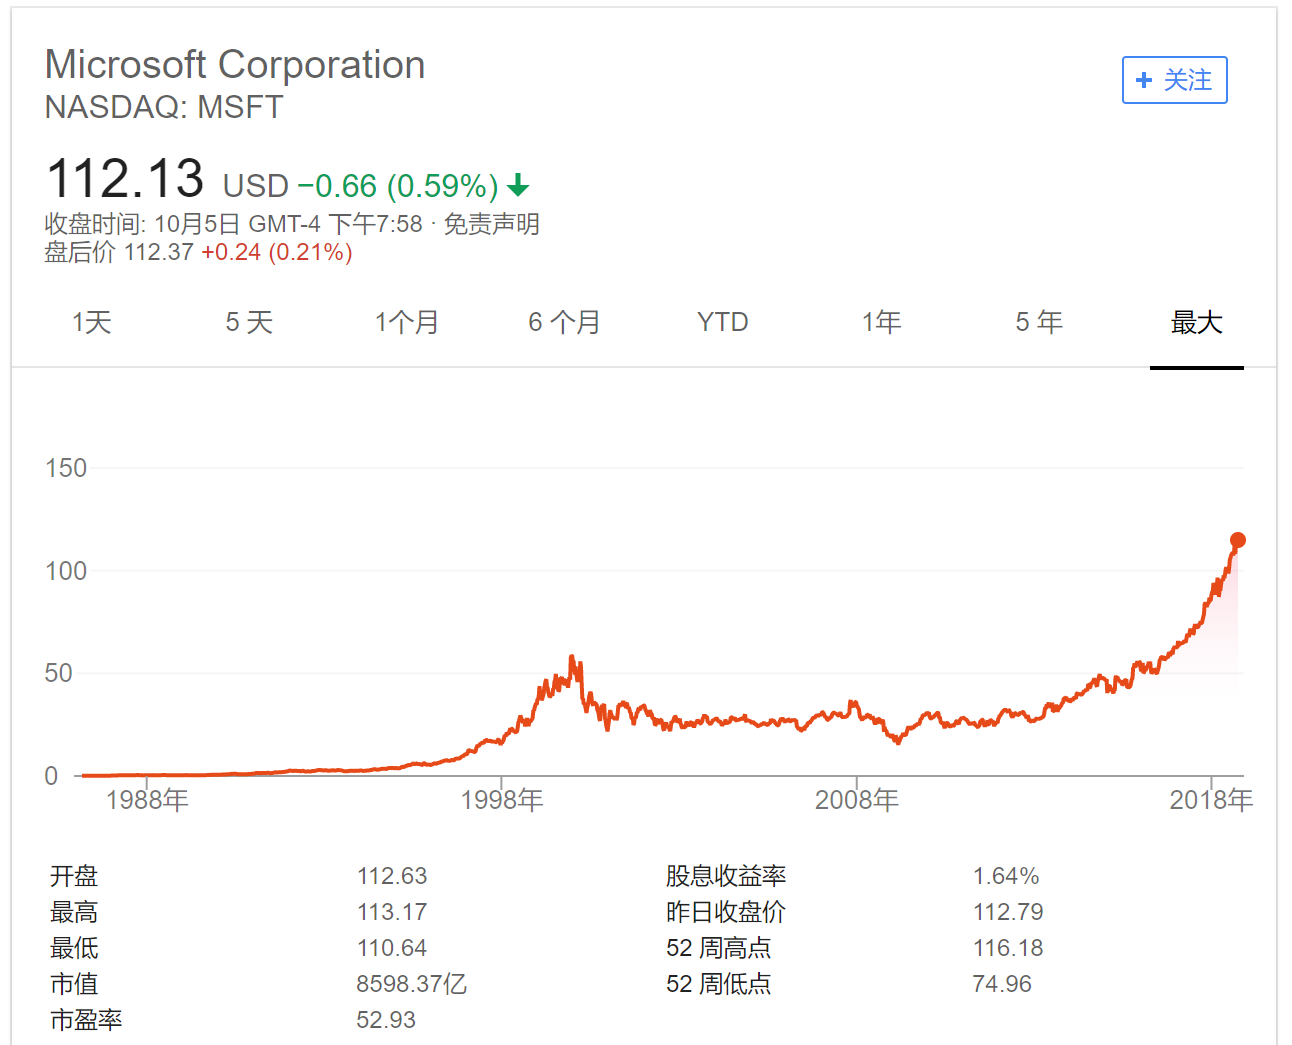 Microsoft Corporation
+ 关注
NASDAQ: MSFT
112.13 USD −0.66 (0.59%)
收盘时间: 10月5日 GMT-4 下午7:58 · 免责声明
盘后价 112.37 +0.24 (0.21%)
1天 5 天 1个月 6 个月 YTD 1年 5 年 最大
150
100
50
0
1988年 1998年 2008年 2018年
开盘 112.63 股息收益率 1.64%
最高 113.17 昨日收盘价 112.79
最低 110.64 52 周高点 116.18
市值 8598.37亿 52 周低点 74.96
市盈率 52.93